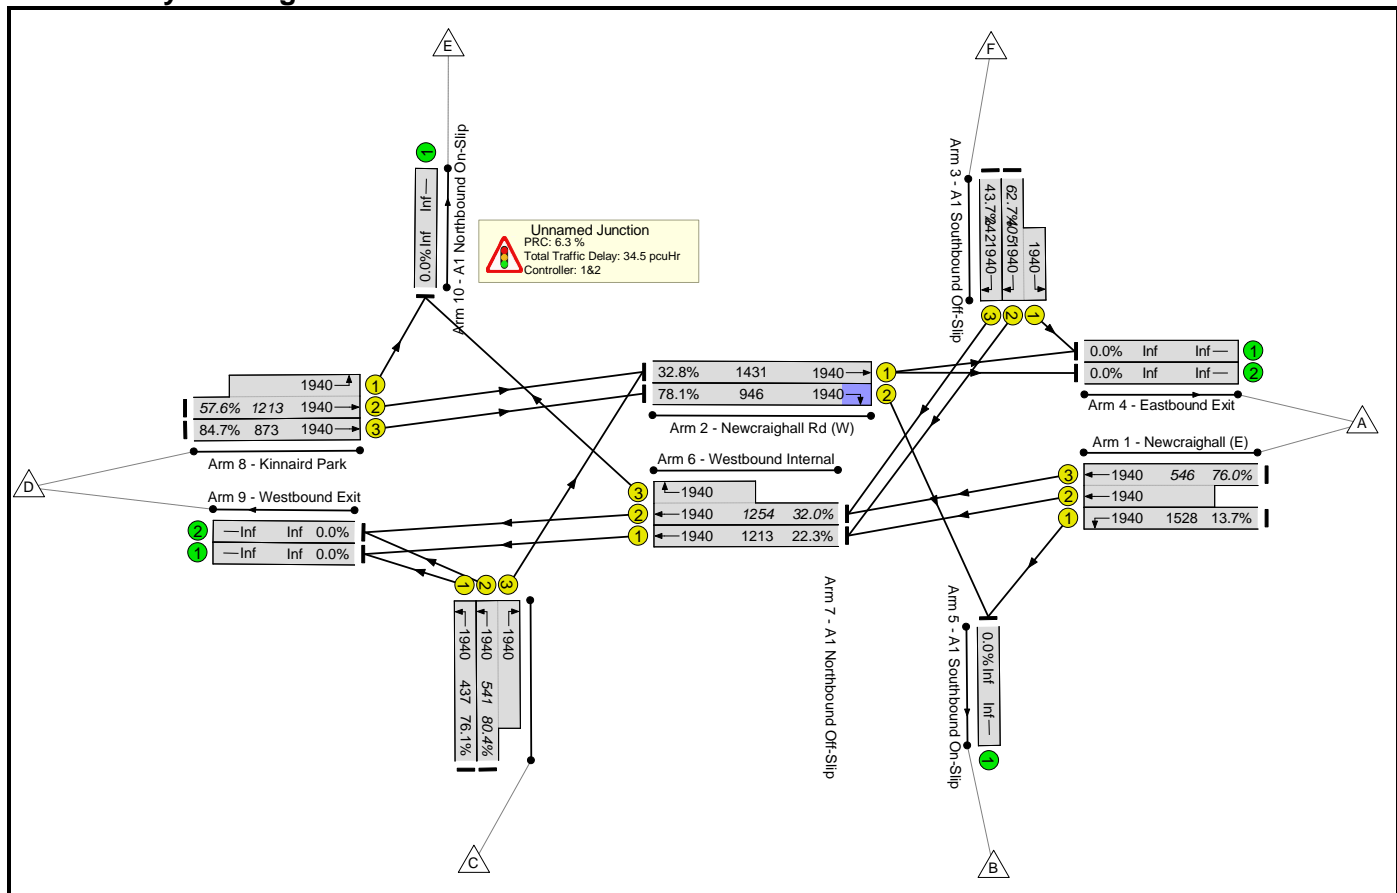 E
F
Arm 10 - A1 Northbound On-Slip
1
0.0% Inf Inf
Unnamed Junction
PRC: 6.3 %
Total Traffic Delay: 34.5 pcuHr
Controller: 1&2
Arm 3 - A1 Southbound Off-Slip
43.7% 242 1940
62.7% 405 1940
1940
3 2 1
0.0% Inf Inf 1
0.0% Inf Inf 2
Arm 4 - Eastbound Exit
A
1940 1
57.6% 1213 1940 2
84.7% 873 1940 3
Arm 8 - Kinnaird Park
32.8% 1431 1940 1
78.1% 946 1940 2
Arm 2 - Newcraighall Rd (W)
Arm 1 - Newcraighall (E)
3 1940 546 76.0%
2 1940
1 1940 1528 13.7%
D
Arm 9 - Westbound Exit
2 Inf Inf 0.0%
1 Inf Inf 0.0%
Arm 6 - Westbound Internal
3 1940
2 1940 1254 32.0%
1 1940 1213 22.3%
1 2 3
1940 437 76.1%
1940 541 80.4%
1940
Arm 7 - A1 Northbound Off-Slip
Arm 5 - A1 Southbound On-Slip
0.0% Inf Inf
1
C
B